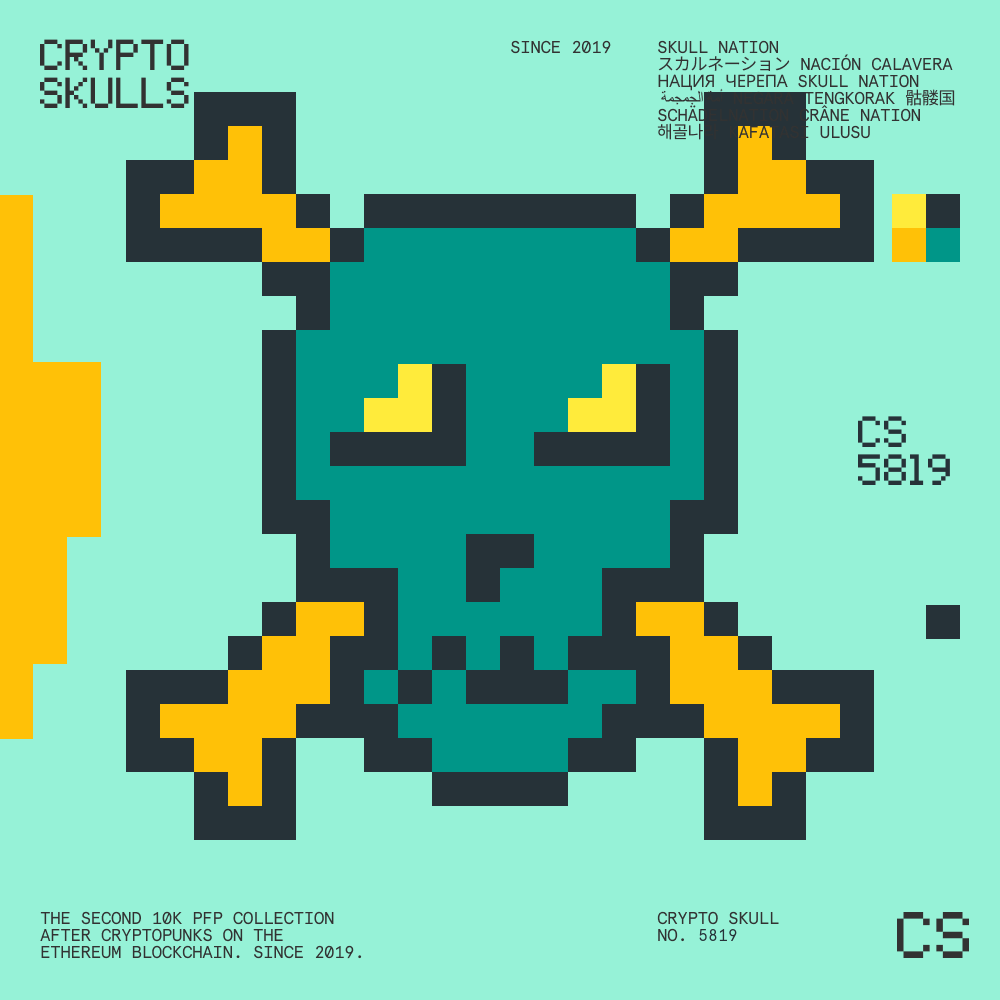 CRYPTO
SKULLS
SINCE 2019
SKULL NATION
スカルネーション NACIÓN CALAVERA
НАЦИЯ ЧЕРЕПА SKULL NATION
الجمجمة TENGKORAK 骷髅国
CRÂNE NATION
해골나 ULUSU
CS
5819
THE SECOND 10K PFP COLLECTION
AFTER CRYPTOPUNKS ON THE
ETHEREUM BLOCKCHAIN. SINCE 2019.
CRYPTO SKULL
NO. 5819
CS